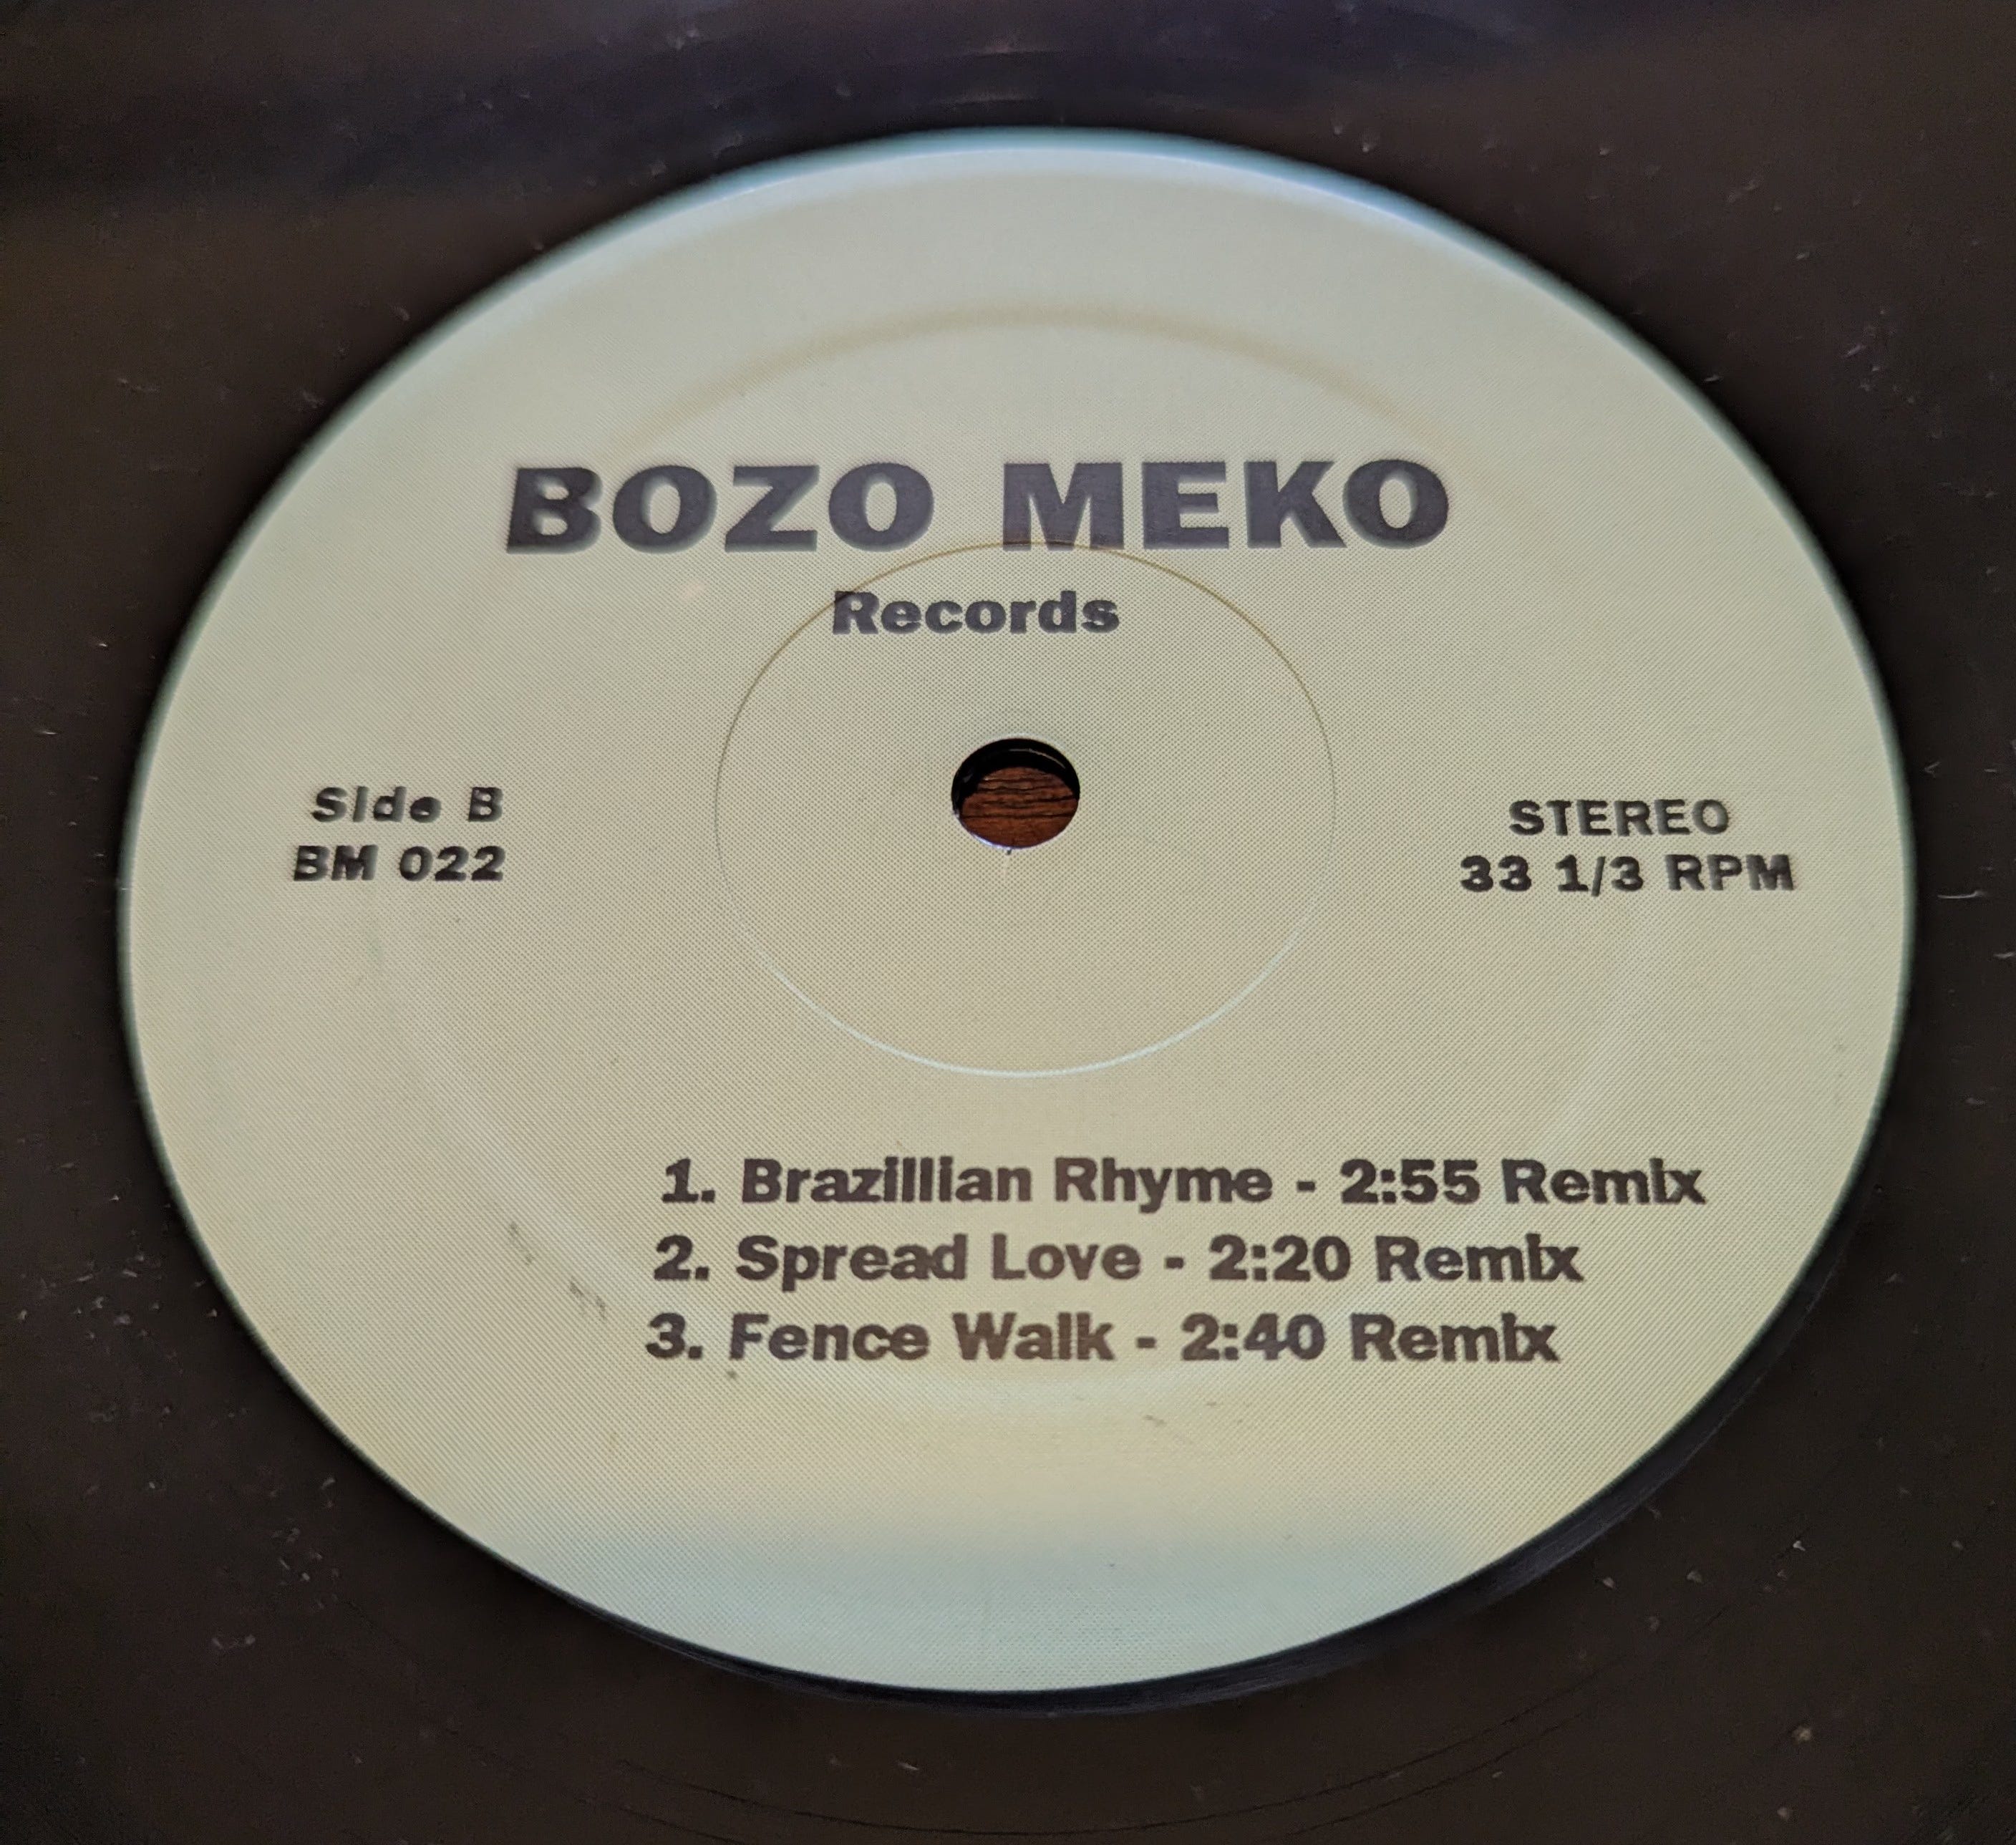 BOZO MEKO
Records
Side B
BM 022
STEREO
33 1/3 RPM
1. Brazillian Rhyme - 2:55 Remix
2. Spread Love - 2:20 Remix
3. Fence Walk - 2:40 Remix